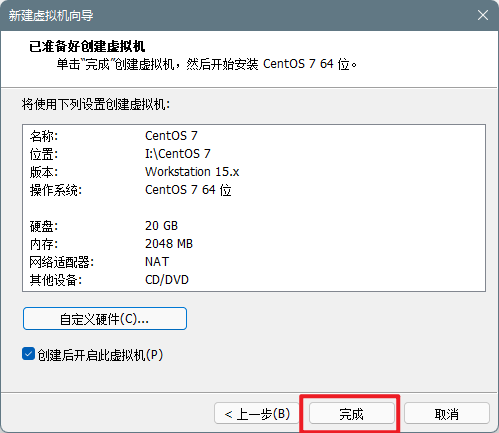 新建虚拟机向导
已准备好创建虚拟机
单击“完成”创建虚拟机，然后开始安装 CentOS 7 64 位。
将使用下列设置创建虚拟机:
名称: CentOS 7
位置: I:\CentOS 7
版本: Workstation 15.x
操作系统: CentOS 7 64 位
硬盘: 20 GB
内存: 2048 MB
网络适配器: NAT
其他设备: CD/DVD
自定义硬件(C)...
创建后开启此虚拟机(P)
< 上一步(B) 完成 取消